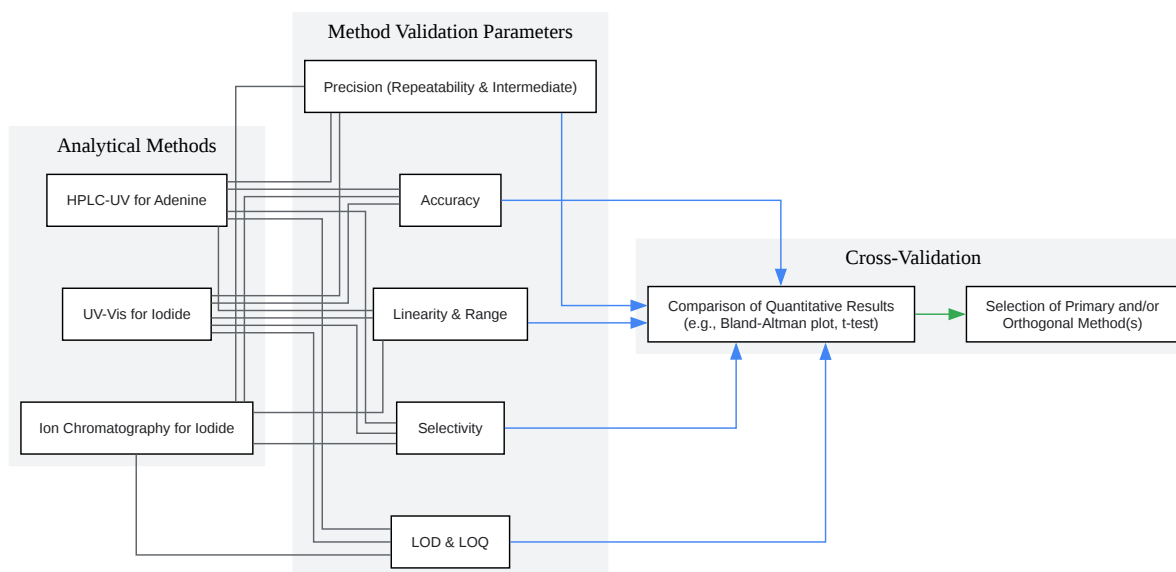 Method Validation Parameters
Precision (Repeatability & Intermediate)
Analytical Methods
HPLC-UV for Adenine
Accuracy
Cross-Validation
UV-Vis for Iodide
Linearity & Range
Comparison of Quantitative Results
(e.g., Bland-Altman plot, t-test)
Selection of Primary and/or
Orthogonal Method(s)
Ion Chromatography for Iodide
Selectivity
LOD & LOQ